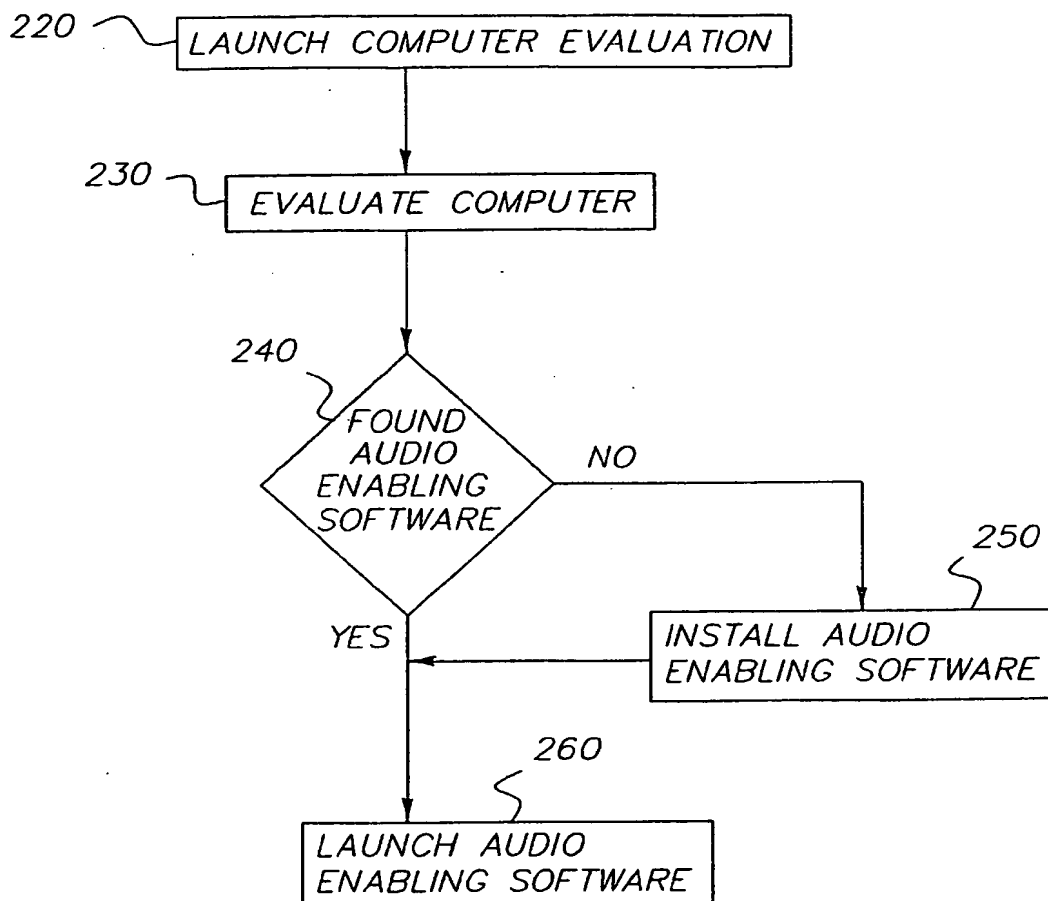 220
LAUNCH COMPUTER EVALUATION
230
EVALUATE COMPUTER
240
FOUND
AUDIO
ENABLING
SOFTWARE
NO
YES
250
INSTALL AUDIO
ENABLING SOFTWARE
260
LAUNCH AUDIO
ENABLING SOFTWARE